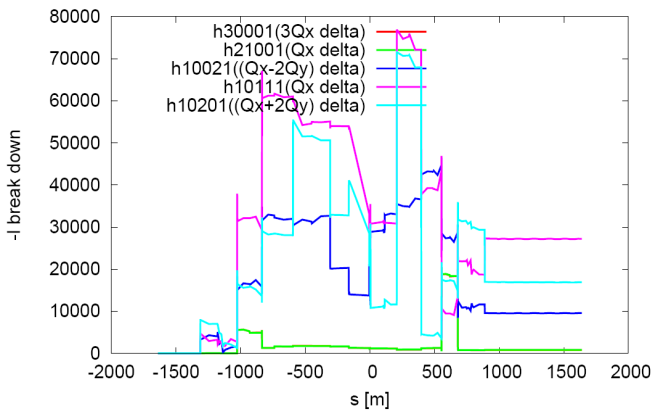 80000
70000
60000
50000
40000
30000
20000
10000
0
-I break down
h30001(3Qx delta)
h21001(Qx delta)
h10021((Qx-2Qy) delta)
h10111(Qx delta)
h10201((Qx+2Qy) delta)
-2000 -1500 -1000 -500 0 500 1000 1500 2000
s [m]